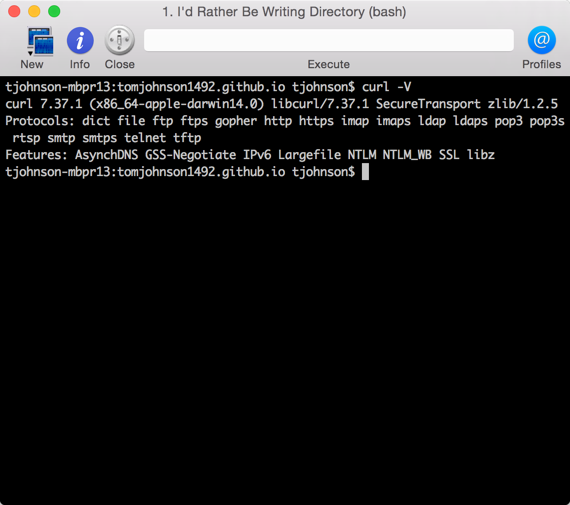 1. I'd Rather Be Writing Directory (bash)
New Info Close Execute Profiles
tjohnson-mbpr13:tomjohnson1492.github.io tjohnson$ curl -V
curl 7.37.1 (x86_64-apple-darwin14.0) libcurl/7.37.1 SecureTransport zlib/1.2.5
Protocols: dict file ftp ftps gopher http https imap imaps ldap ldaps pop3 pop3s
rtsp smtp smtps telnet tftp
Features: AsynchDNS GSS-Negotiate IPv6 Largefile NTLM NTLM_WB SSL libz
tjohnson-mbpr13:tomjohnson1492.github.io tjohnson$